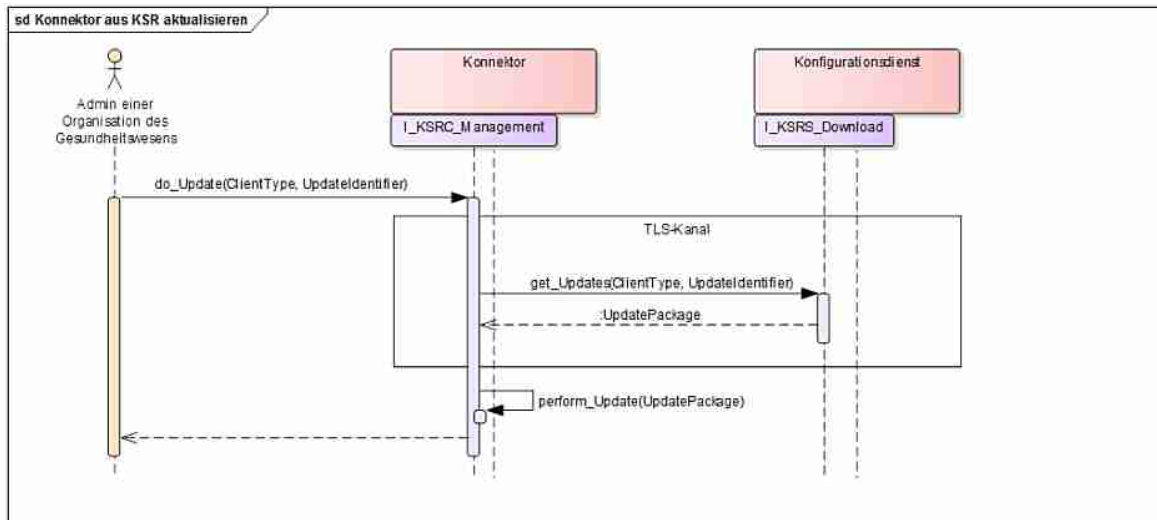 sd Konnektor aus KSR aktualisieren
Admin einer
Organisation des
Gesundheitswesens
Konnektor
I_KSRC_Management
Konfigurationsdienst
I_KSRS_Download
do_Update(ClientType, UpdateIdentifier)
TLS-Kanal
get_Updates(ClientType, UpdateIdentifier)
:UpdatePackage
perform_Update(UpdatePackage)